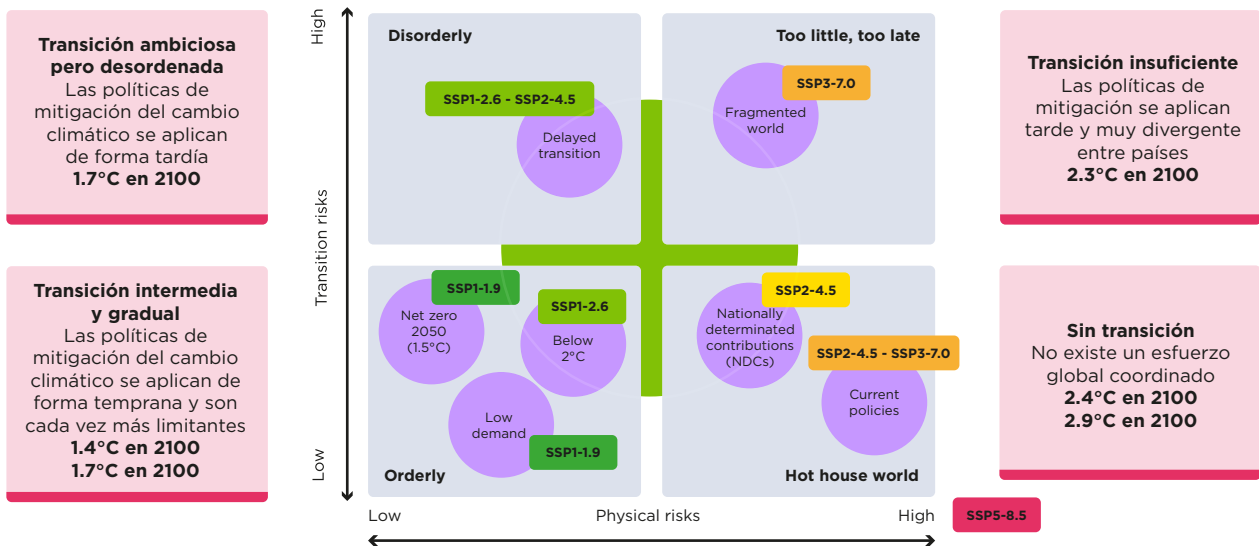 Transición ambiciosa
pero desordenada
Las políticas de
mitigación del cambio
climático se aplican
de forma tardía
1.7°C en 2100
Transición intermedia
y gradual
Las políticas de
mitigación del cambio
climático se aplican de
forma temprana y son
cada vez más limitantes
1.4°C en 2100
1.7°C en 2100
High
Transition risks
Low
Disorderly
SSP1-2.6 - SSP2-4.5
Delayed
transition
Too little, too late
SSP3-7.0
Fragmented
world
SSP1-1.9
Net zero
2050
(1.5°C)
SSP1-2.6
Below
2°C
Low
demand
SSP1-1.9
Orderly
SSP2-4.5
Nationally
determinated
contributions
(NDCs)
SSP2-4.5 - SSP3-7.0
Current
policies
Hot house world
Low
Physical risks
High
SSP5-8.5
Transición insuficiente
Las políticas de
mitigación se aplican
tarde y muy divergente
entre países
2.3°C en 2100
Sin transición
No existe un esfuerzo
global coordinado
2.4°C en 2100
2.9°C en 2100